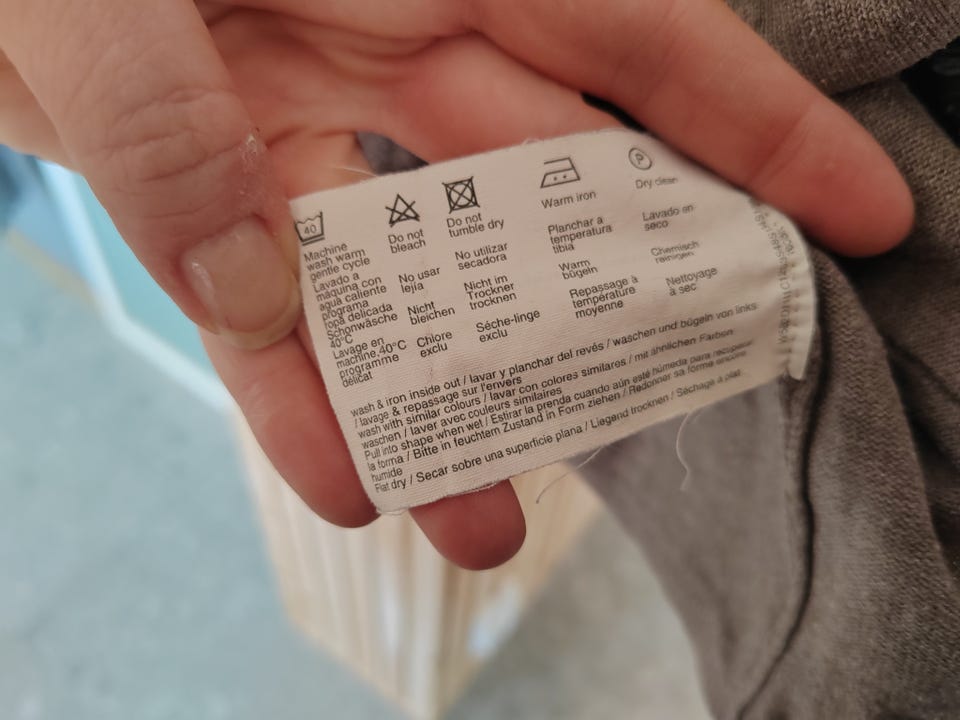 40
P
Machine
wash warm
gentle cycle
Lavado a
máquina con
agua caliente
programa
ropa delicada
Schonwäsche
40°C
Lavage en
machine, 40°C
programme
délicat
Do not
bleach
No usar
lejia
Nicht
bleichen
Chlore
exclu
Do not
tumble dry
No utilizar
secadora
Nicht im
Trockner
trocknen
Séche-linge
exclu
Warm iron
Planchar a
temperatura
tibia
Warm
bügeln
Repassage à
température
moyenne
Dry clean
Lavado en
seco
Chemisch
reinigen
Nettoyage
à sec
wash & iron inside out / lavar y planchar del revés / waschen und bügeln von links
/ lavage & repassage sur l'envers
wash with similar colours / lavar con colores similares / mit ähnlichen Farben
waschen / laver avec couleurs similaires
Pull into shape when wet / Estirar la prenda cuando aún esté húmeda para recuperar
la forma / Bitte in feuchtem Zustand in Form ziehen / Redonner sa forme encore
humide
Flat dry / Secar sobre una superficie plana / Liegend trocknen / Séchage à plat